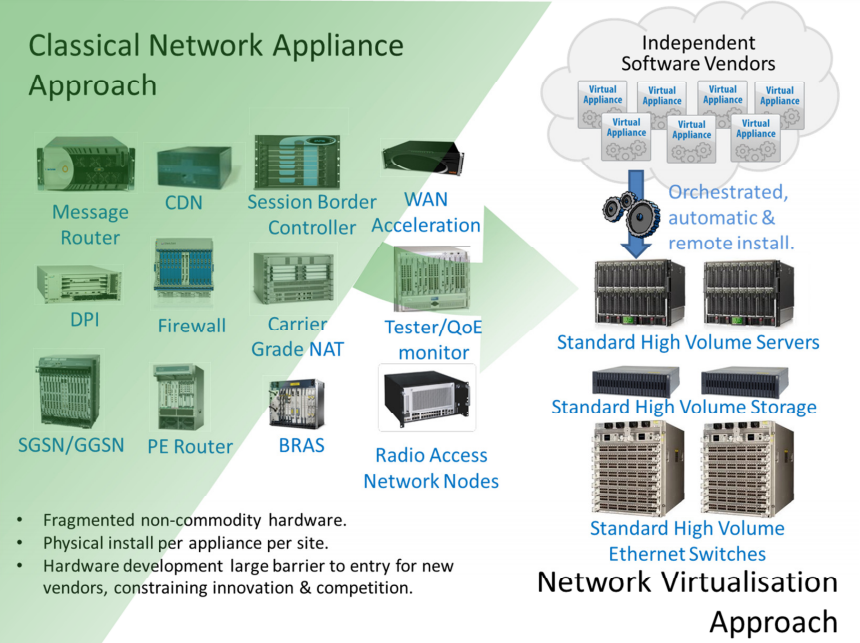 Classical Network Appliance
Approach
Message
Router
CDN
Session Border
Controller
WAN
Acceleration
DPI
Firewall
Carrier
Grade NAT
Tester/QoE
monitor
SGSN/GGSN
PE Router
BRAS
Radio Access
Network Nodes
• Fragmented non-commodity hardware.
• Physical install per appliance per site.
• Hardware development large barrier to entry for new
vendors, constraining innovation & competition.
Independent
Software Vendors
Virtual
Appliance
Virtual
Appliance
Virtual
Appliance
Virtual
Appliance
Virtual
Appliance
Virtual
Appliance
Virtual
Appliance
Orchestrated,
automatic &
remote install.
Standard High Volume Servers
Standard High Volume Storage
Standard High Volume
Ethernet Switches
Network Virtualisation
Approach